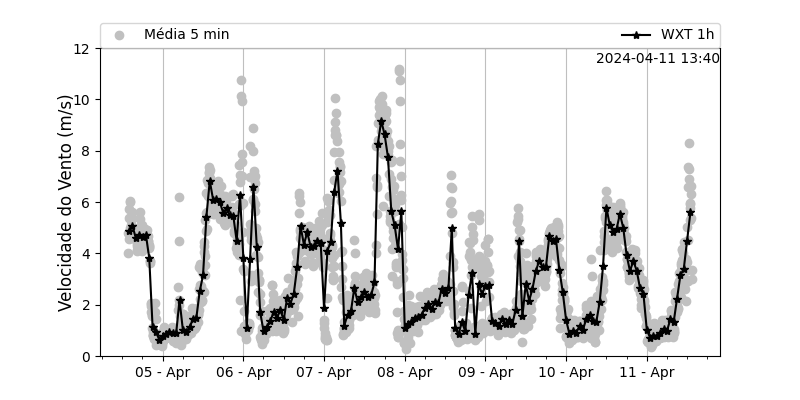 Média 5 min
WXT 1h
2024-04-11 13:40
Velocidade do Vento (m/s)
12
10
8
6
4
2
0
05 - Apr
06 - Apr
07 - Apr
08 - Apr
09 - Apr
10 - Apr
11 - Apr